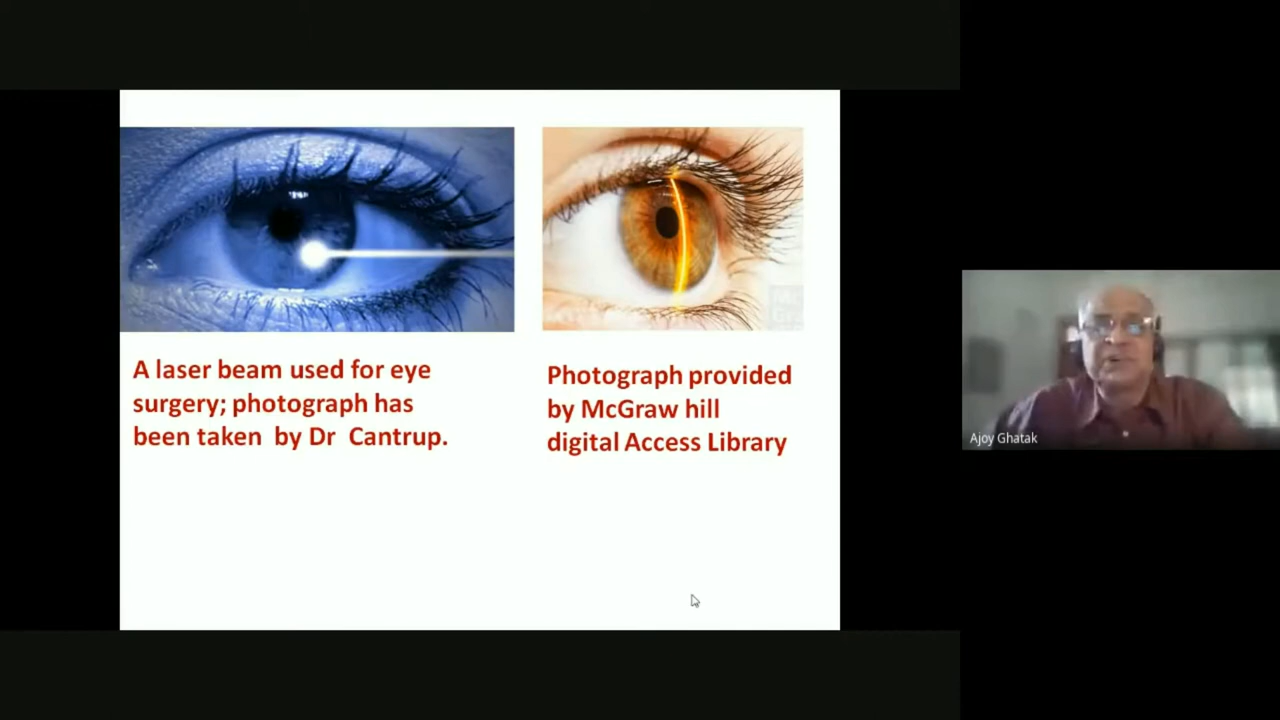 A laser beam used for eye
surgery; photograph has
been taken by Dr Cantrup.
Photograph provided
by McGraw hill
digital Access Library
Ajoy Ghatak